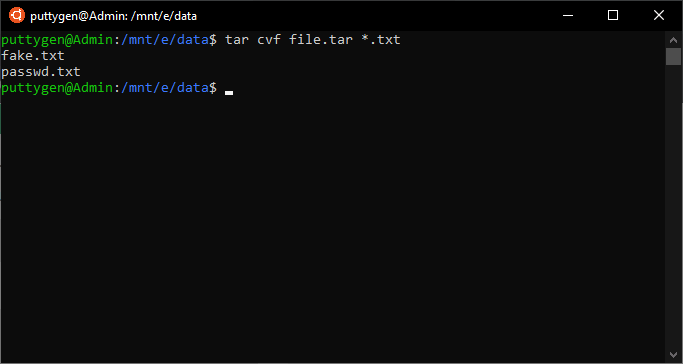 puttygen@Admin: /mnt/e/data
puttygen@Admin:/mnt/e/data$ tar cvf file.tar *.txt
fake.txt
passwd.txt
puttygen@Admin:/mnt/e/data$